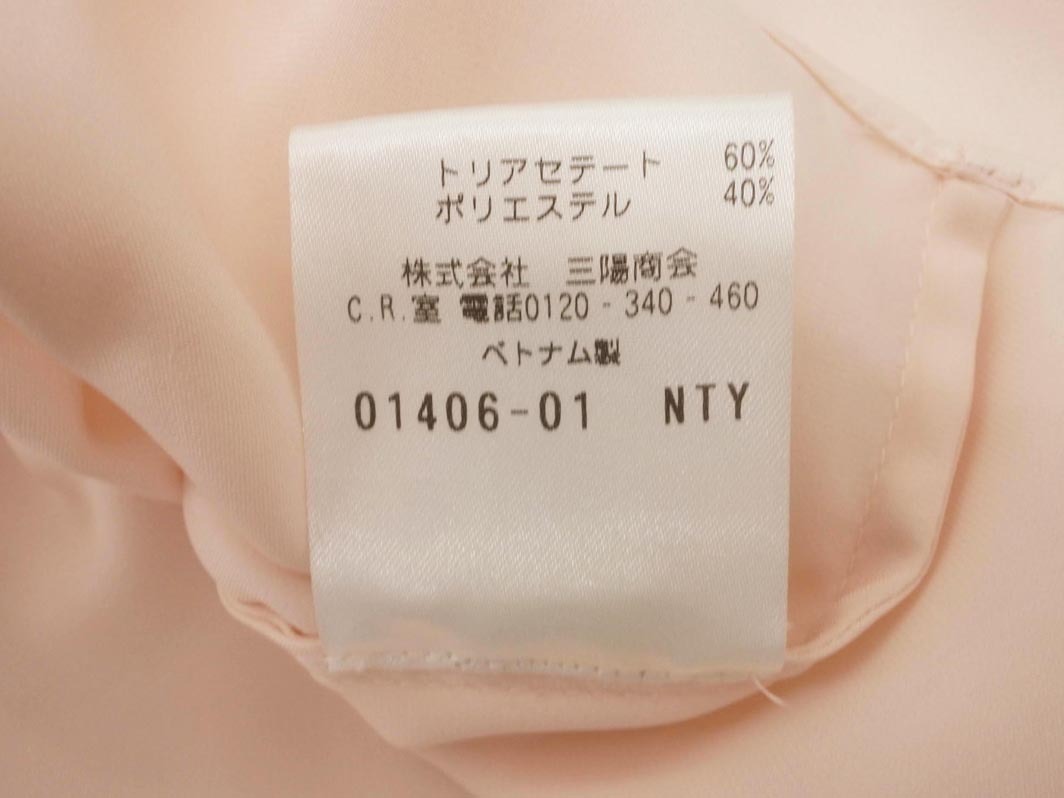 トリアセテート 60%
ポリエステル 40%
株式会社 三陽商会
C.R.室 電話0120-340-460
ベトナム製
01406-01 NTY